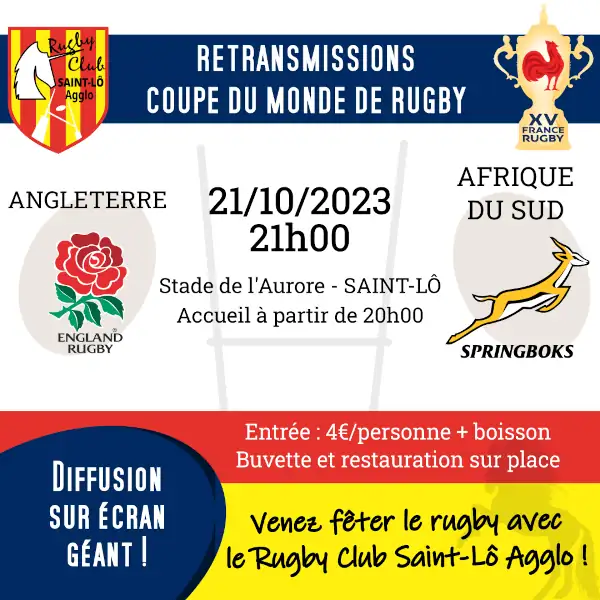 Rugby
Club
SAINT-LÔ
Agglo
RETRANSMISSIONS
COUPE DU MONDE DE RUGBY
XV
FRANCE
RUGBY
ANGLETERRE
21/10/2023
21h00
AFRIQUE
DU SUD
Stade de l'Aurore - SAINT-LÔ
Accueil à partir de 20h00
ENGLAND
RUGBY
SPRINGBOKS
Entrée : 4€/personne + boisson
Buvette et restauration sur place
DIFFUSION
SUR ÉCRAN
GÉANT !
Venez fêter le rugby avec
le Rugby Club Saint-Lô Agglo !